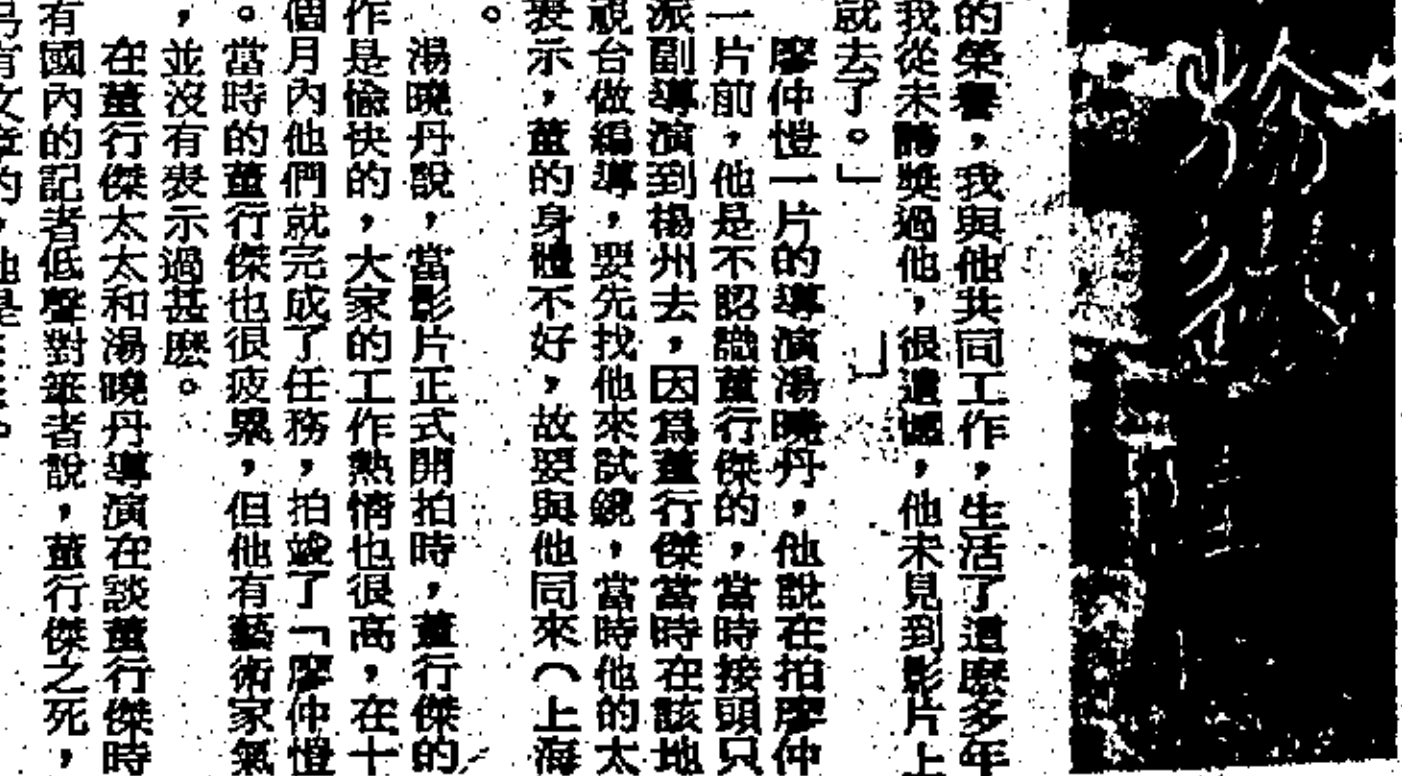 的榮譽，我與他共同工作，生活了這麼多年
我從未誇獎過他，很遺憾，他未見到影片上
就去了。」
廖仲愷一片的導演湯曉丹，他說在拍廖仲
一片前，他是不認識董行傑的，當時接頭只
派副導演到楊州去，因爲董行傑當時在該地
視台做編導，要先找他來試鏡，當時他的太
表示，董的身體不好，故要與他同來（上海
。
湯曉丹說，當影片正式開拍時，董行傑的
作是愉快的，大家的工作熱情也很高，在十
個月內他們就完成了任務，拍竣了「廖仲愷
。當時的董行傑也很疲累，但他有藝術家氣
，並沒有表示過甚麼。
在董行傑太太和湯曉丹導演在談董行傑時
有國內的記者低聲對筆者說，董行傑之死，
另有文章的，他是